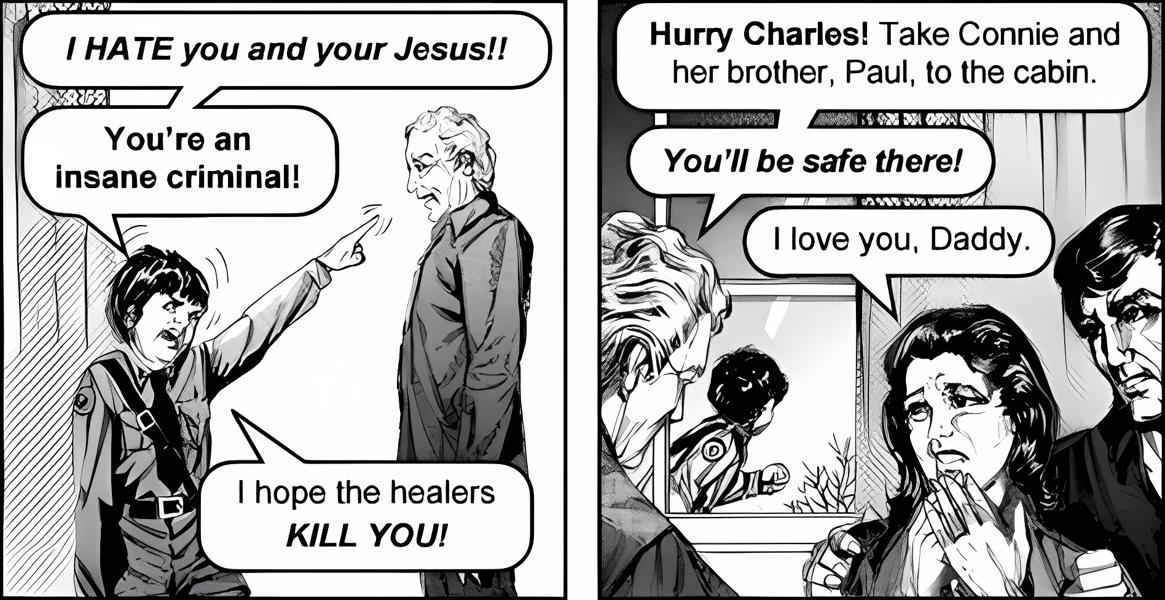 I HATE you and your Jesus!!
You're an
insane criminal!
I hope the healers
KILL YOU!
Hurry Charles! Take Connie and
her brother, Paul, to the cabin.
You'll be safe there!
I love you, Daddy.